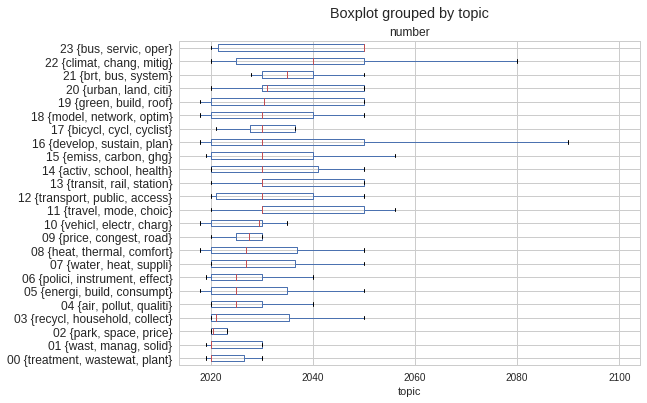 Boxplot grouped by topic
number
23 {bus, servic, oper}
22 {climat, chang, mitig}
21 {brt, bus, system}
20 {urban, land, citi}
19 {green, build, roof}
18 {model, network, optim}
17 {bicycl, cycl, cyclist}
16 {develop, sustain, plan}
15 {emiss, carbon, ghg}
14 {activ, school, health}
13 {transit, rail, station}
12 {transport, public, access}
11 {travel, mode, choic}
10 {vehicl, electr, charg}
09 {price, congest, road}
08 {heat, thermal, comfort}
07 {water, heat, suppli}
06 {polici, instrument, effect}
05 {energi, build, consumpt}
04 {air, pollut, qualiti}
03 {recycl, household, collect}
02 {park, space, price}
01 {wast, manag, solid}
00 {treatment, wastewat, plant}
2020 2040 2060 2080 2100
topic